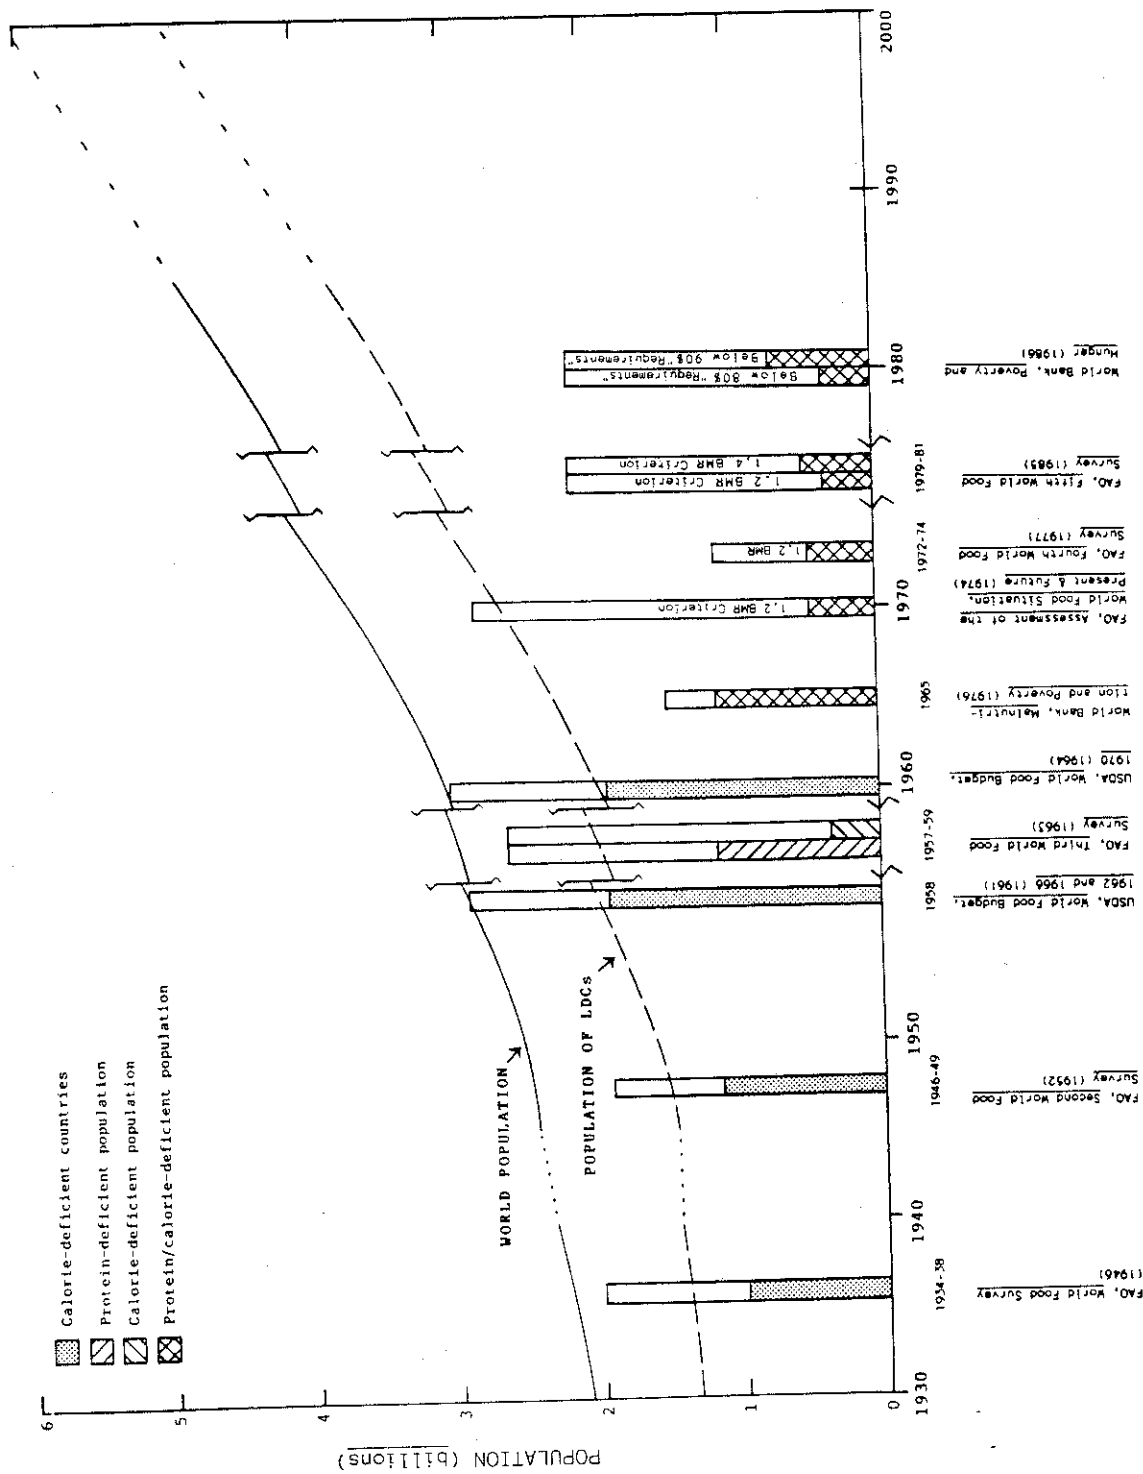 Calorie-deficient countries
Protein-deficient population
Calorie-deficient population
Protein/calorie-deficient population
POPULATION (billions)
6
5
4
3
2
1
0
WORLD POPULATION
POPULATION OF LDCs
1.2 BMR Criterion
1.2 BMR
1.2 BMR Criterion
1.4 BMR Criterion
Below 80% "Requirements"
Below 90% "Requirements"
1930
1940
1950
1960
1970
1980
1990
2000
1934-38
1946-49
1958
1957-59
1965
1972-74
1979-81
FAO, World Food Survey
(1946)
FAO, Second World Food
Survey (1952)
USDA, World Food Budget,
1962 and 1966 (1961)
FAO, Third World Food
Survey (1963)
USDA, World Food Budget,
1970 (1964)
World Bank, Malnutri-
tion and Poverty (1976)
FAO, Assessment of the
World Food Situation,
Present & Future (1974)
FAO, Fourth World Food
Survey (1977)
FAO, Fifth World Food
Survey (1985)
World Bank, Poverty and
Hunger (1986)